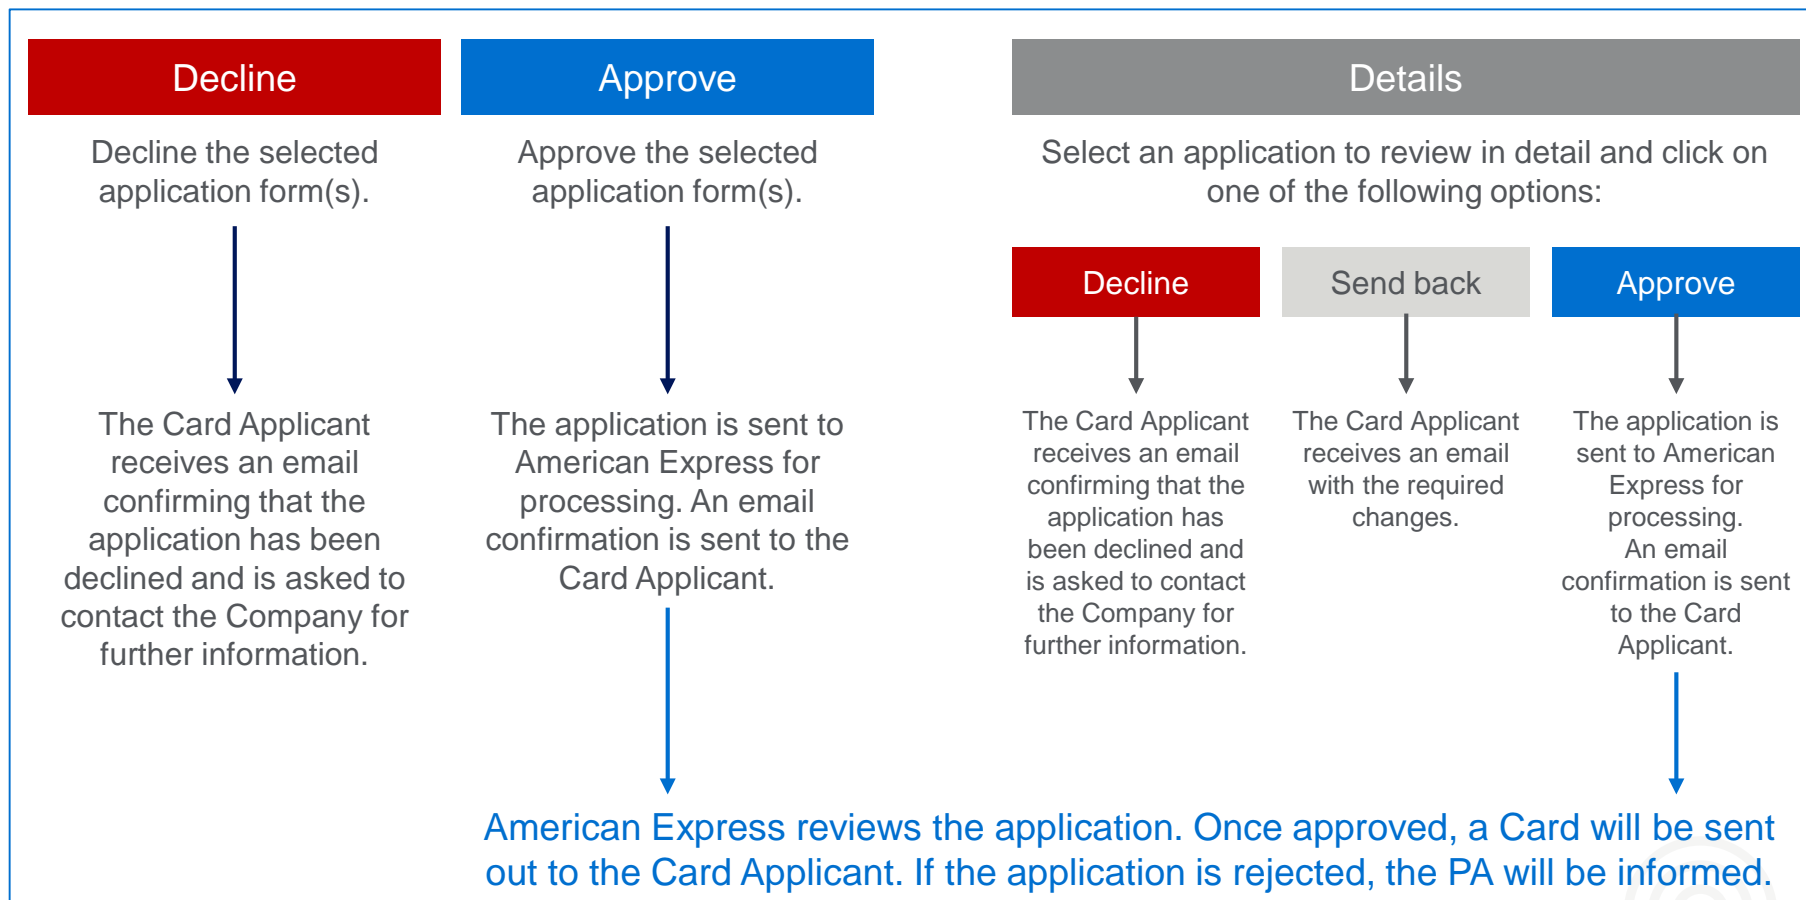 Decline
Decline the selected
application form(s).
The Card Applicant
receives an email
confirming that the
application has been
declined and is asked to
contact the Company for
further information.
Approve
Approve the selected
application form(s).
The application is sent to
American Express for
processing. An email
confirmation is sent to the
Card Applicant.
Details
Select an application to review in detail and click on
one of the following options:
Decline
The Card Applicant
receives an email
confirming that the
application has
been declined and
is asked to contact
the Company for
further information.
Send back
The Card Applicant
receives an email
with the required
changes.
Approve
The application is
sent to American
Express for
processing.
An email
confirmation is sent
to the Card
Applicant.
American Express reviews the application. Once approved, a Card will be sent
out to the Card Applicant. If the application is rejected, the PA will be informed.